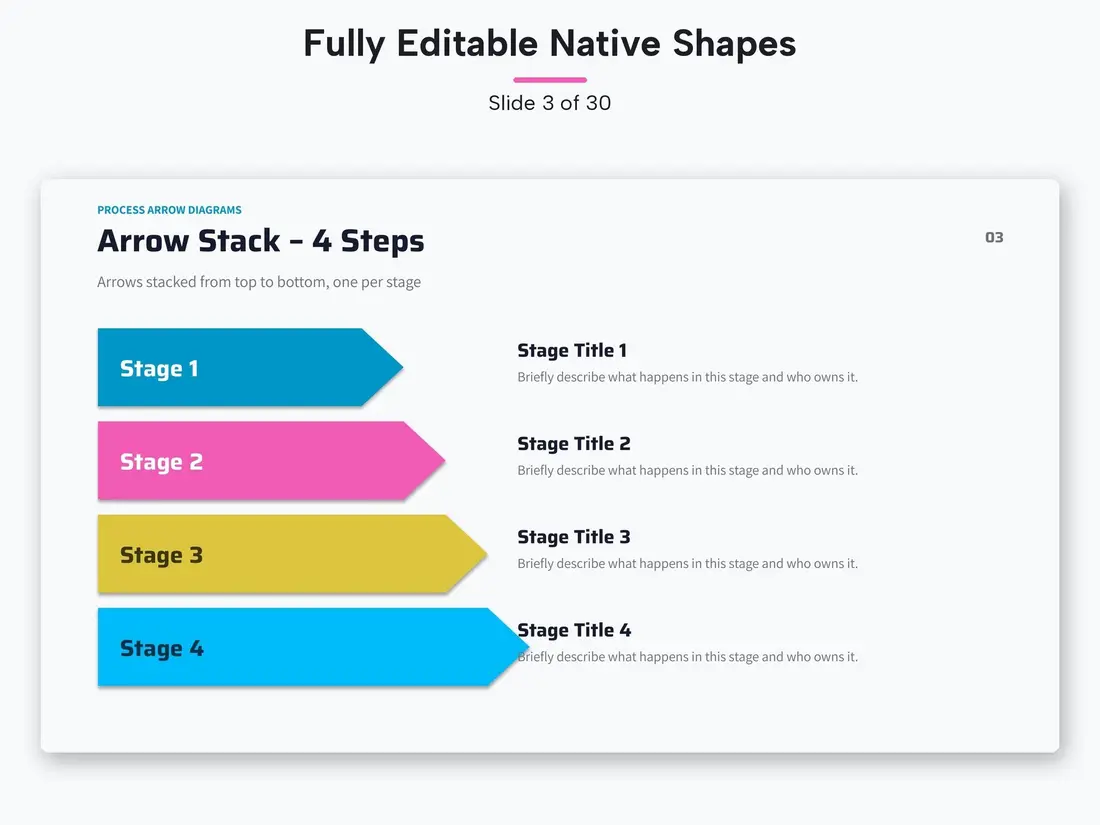 Fully Editable Native Shapes
Slide 3 of 30
PROCESS ARROW DIAGRAMS
Arrow Stack – 4 Steps
03
Arrows stacked from top to bottom, one per stage
Stage 1
Stage Title 1
Briefly describe what happens in this stage and who owns it.
Stage 2
Stage Title 2
Briefly describe what happens in this stage and who owns it.
Stage 3
Stage Title 3
Briefly describe what happens in this stage and who owns it.
Stage 4
Stage Title 4
Briefly describe what happens in this stage and who owns it.